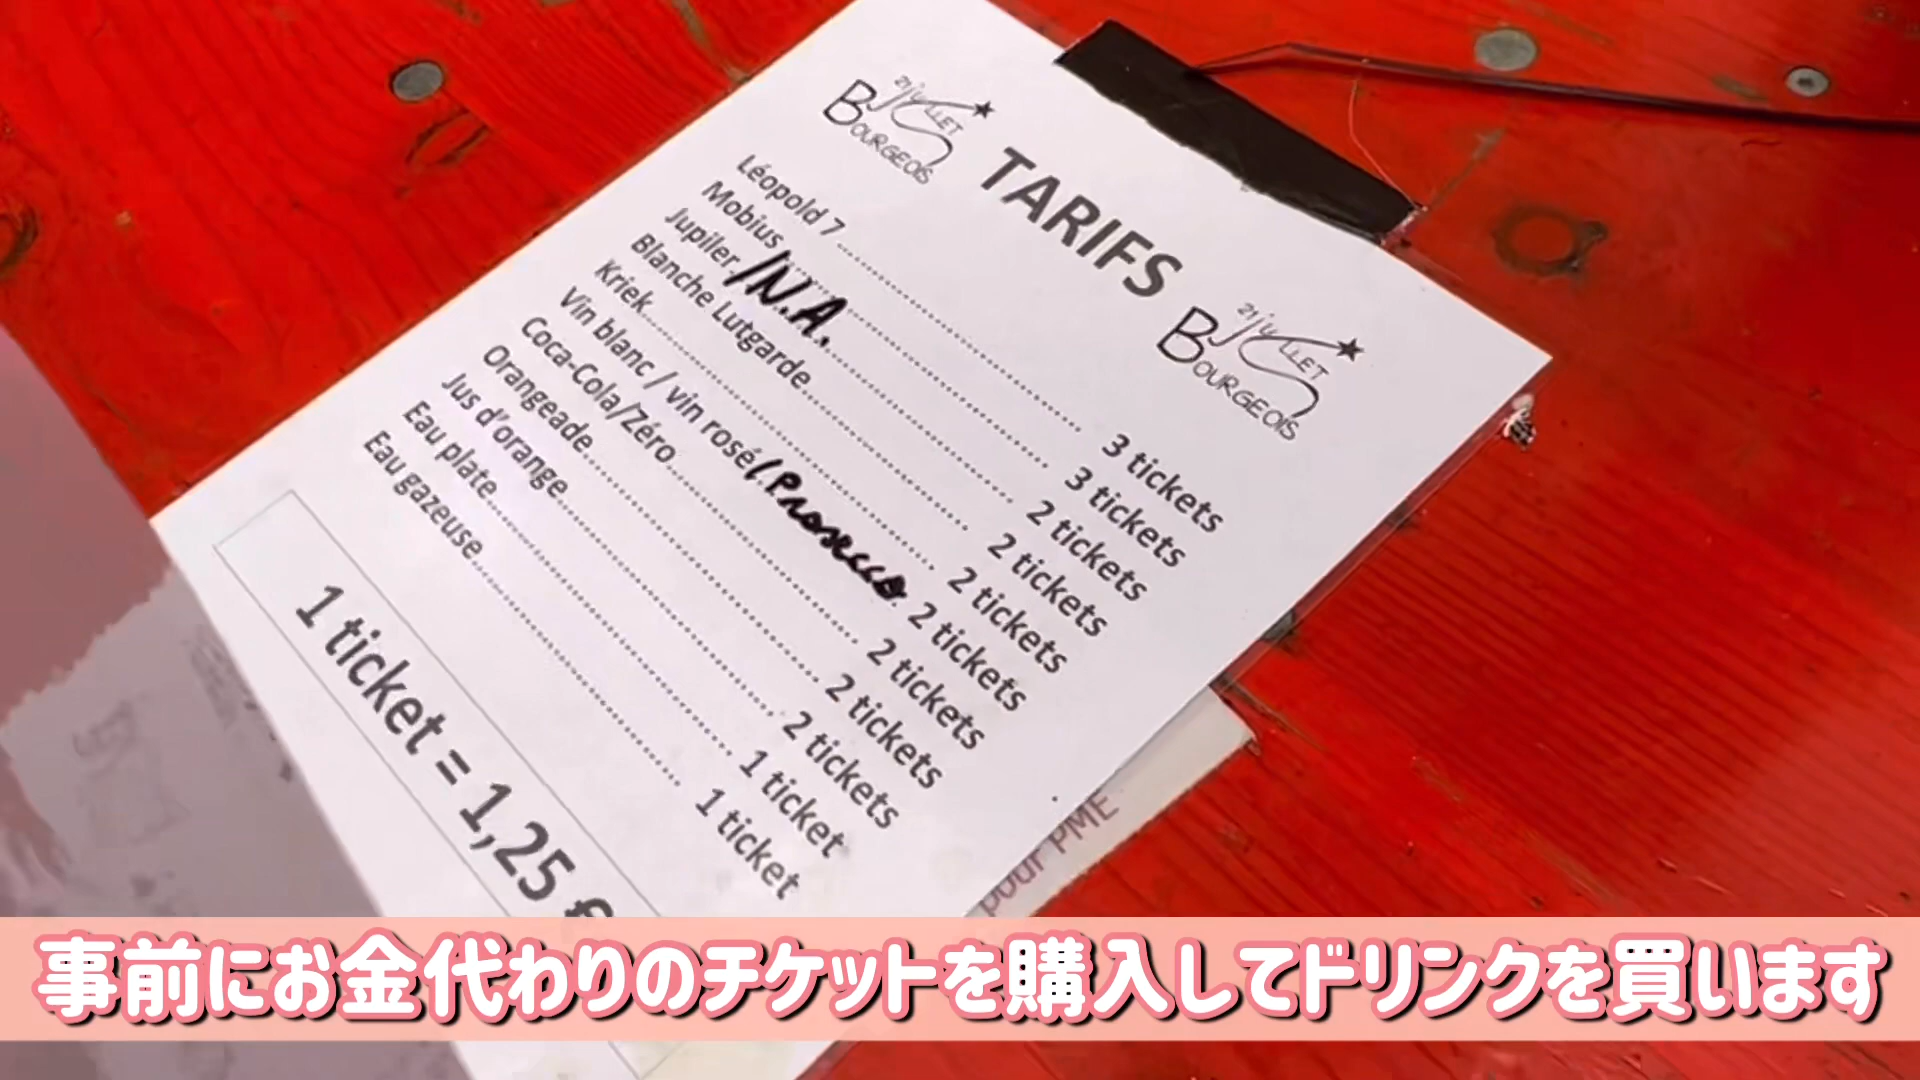 21 juillet
Bourgeois
TARIFS
21 juillet
Bourgeois
Léopold 7 ........ 3 tickets
Mobius ........ 3 tickets
Jupiler /N.A. ........ 2 tickets
Blanche Lutgarde ........ 2 tickets
Kriek ........ 2 tickets
Vin blanc / vin rosé / Prosecco 2 tickets
Coca-Cola/Zéro ........ 2 tickets
Orangeade ........ 2 tickets
Jus d'orange ........ 2 tickets
Eau plate ........ 1 ticket
Eau gazeuse ........ 1 ticket
1 ticket = 1,25 €
pour PME
事前にお金代わりのチケットを購入してドリンクを買います